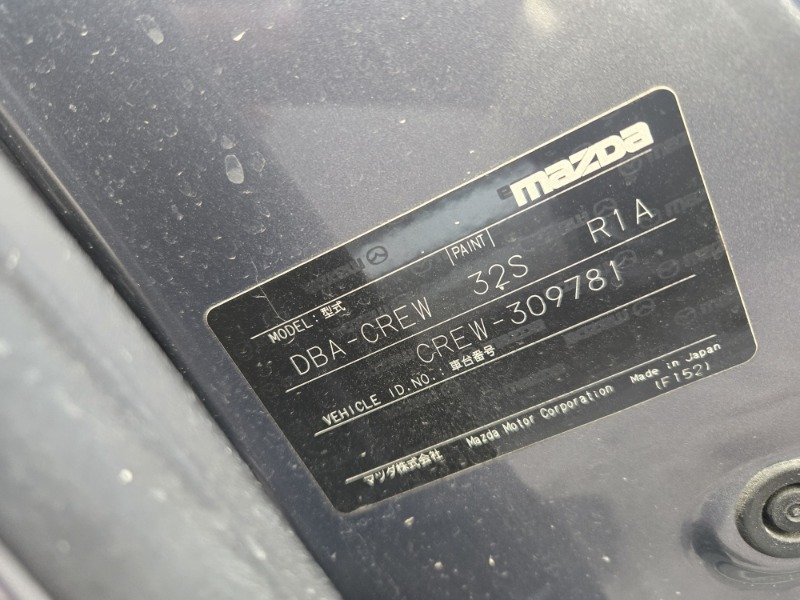 mazda
MODEL:型式 PAINT
DBA-CREW 32S R1A
CREW-309781
VEHICLE ID.NO.:車台番号
マツダ株式会社 Mazda Motor Corporation Made in Japan
(F152)